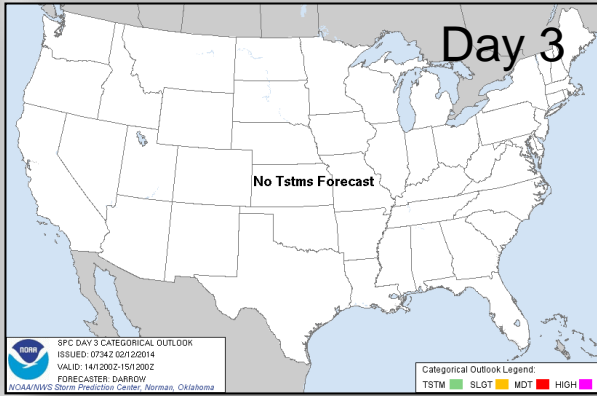 Day 3
No Tstms Forecast
NOAA
SPC DAY 3 CATEGORICAL OUTLOOK
ISSUED: 0734Z 02/12/2014
VALID: 14/1200Z-15/1200Z
FORECASTER: DARROW
NOAA/NWS Storm Prediction Center, Norman, Oklahoma
Categorical Outlook Legend:
TSTM SLGT MDT HIGH